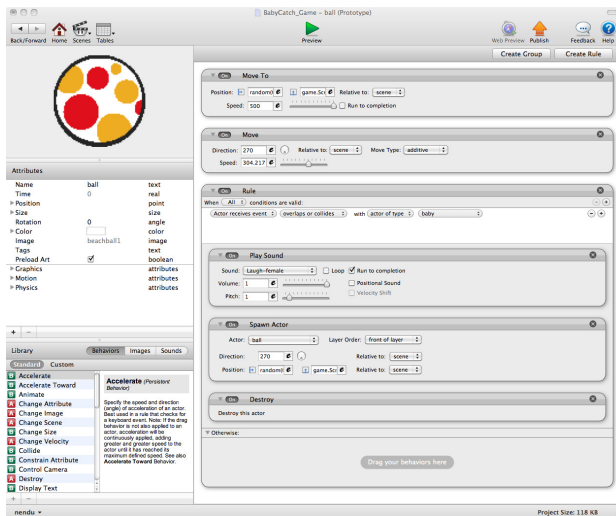 BabyCatch_Game – ball (Prototype)
Back/Forward Home Scenes Tables Preview Web Preview Publish Feedback Help
Create Group Create Rule
On Move To
Position: random( game.Sc Relative to: scene
Speed: 500 Run to completion
On Move
Direction: 270 Relative to: scene Move Type: additive
Speed: 304.217
On Rule
When All conditions are valid:
Actor receives event overlaps or collides with actor of type baby
On Play Sound
Sound: Laugh-female Loop Run to completion
Volume: 1 Positional Sound
Pitch: 1 Velocity Shift
On Spawn Actor
Actor: ball Layer Order: front of layer
Direction: 270 Relative to: scene
Position: random( game.Sc Relative to: scene
On Destroy
Destroy this actor
Otherwise:
Drag your behaviors here
Attributes
Name ball text
Time 0 real
Position point
Size size
Rotation 0 angle
Color color
Image beachball1 image
Tags text
Preload Art boolean
Graphics attributes
Motion attributes
Physics attributes
+ −
Library Behaviors Images Sounds
Standard Custom
B Accelerate
B Accelerate Toward
B Animate
A Change Attribute
A Change Image
A Change Scene
B Change Size
A Change Velocity
B Collide
B Constrain Attribute
B Control Camera
A Destroy
B Display Text
Accelerate (Persistent
Behavior)
Specify the speed and direction
(angle) of acceleration of an actor.
Best used in a rule that checks for
a keyboard event. Note: If the drag
behavior is not also applied to an
actor, acceleration will be
continuously applied, adding
greater and greater speed to the
actor until it has reached its
maximum defined speed. See also
Accelerate Toward Behavior.
+ −
nendu Project Size: 118 KB